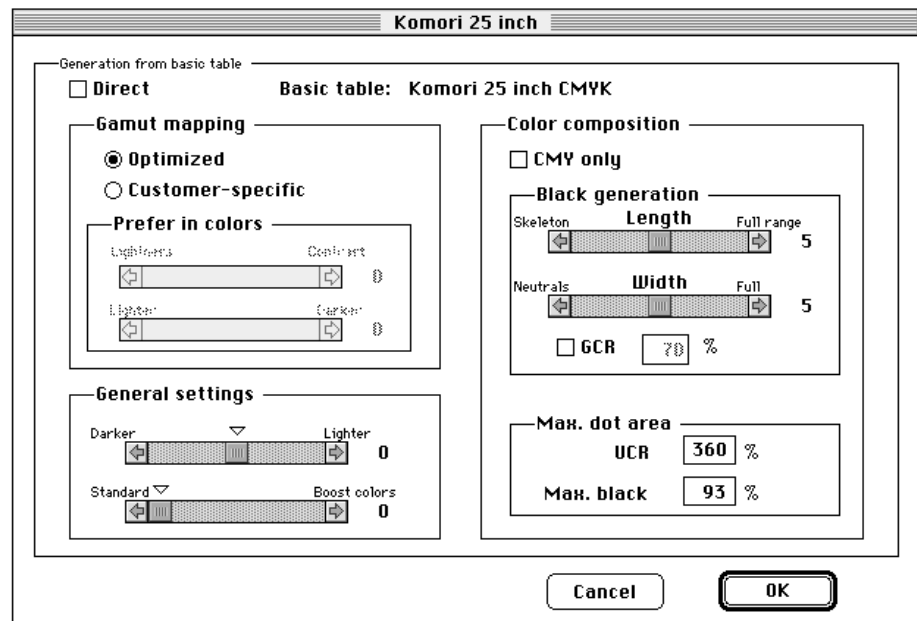 Komori 25 inch
Generation from basic table
Direct Basic table: Komori 25 inch CMYK
Gamut mapping
Optimized
Customer-specific
Prefer in colors
Lightness Contrast
0
Lighter Darker
0
General settings
Darker Lighter
0
Standard Boost colors
0
Color composition
CMY only
Black generation
Skeleton Length Full range
5
Neutrals Width Full
5
GCR 70 %
Max. dot area
UCR 360 %
Max. black 93 %
Cancel OK